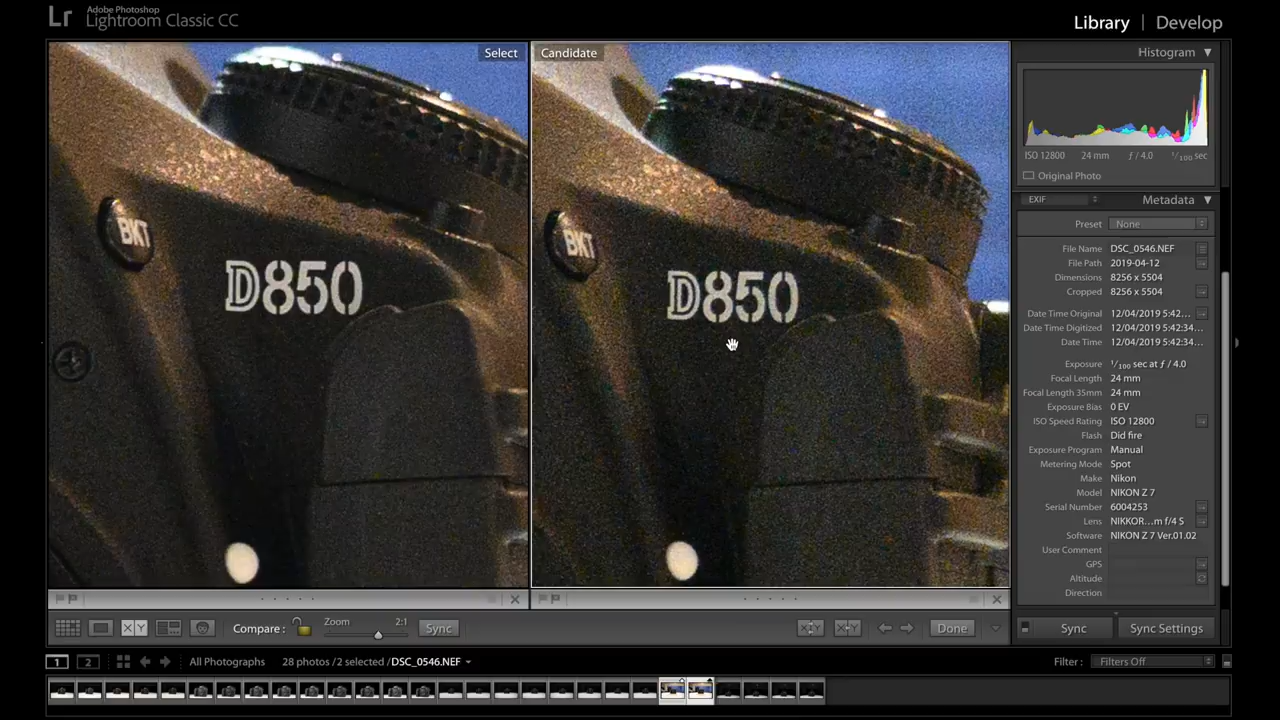 Lr Adobe Photoshop
Lightroom Classic CC
Library | Develop
Select
Candidate
BKT
D850
BKT
D850
Histogram
ISO 12800 24 mm ƒ / 4.0 1/100 sec
Original Photo
EXIF Metadata
Preset None
File Name DSC_0546.NEF
File Path 2019-04-12
Dimensions 8256 x 5504
Cropped 8256 x 5504
Date Time Original 12/04/2019 5:42...
Date Time Digitized 12/04/2019 5:42:34...
Date Time 12/04/2019 5:42:34...
Exposure 1/100 sec at ƒ / 4.0
Focal Length 24 mm
Focal Length 35mm 24 mm
Exposure Bias 0 EV
ISO Speed Rating ISO 12800
Flash Did fire
Exposure Program Manual
Metering Mode Spot
Make Nikon
Model NIKON Z 7
Serial Number 6004253
Lens NIKKOR...m f/4 S
Software NIKON Z 7 Ver.01.02
User Comment
GPS
Altitude
Direction
XY Compare : Zoom 2:1 Sync Done
Sync Sync Settings
1 2 All Photographs 28 photos / 2 selected / DSC_0546.NEF Filter : Filters Off